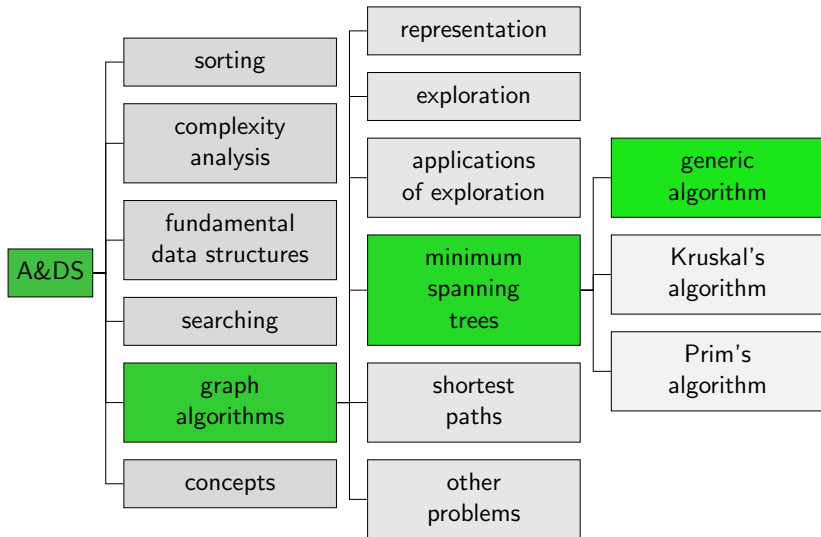 A&DS
sorting
complexity
analysis
fundamental
data structures
searching
graph
algorithms
concepts
representation
exploration
applications
of exploration
minimum
spanning
trees
shortest
paths
other
problems
generic
algorithm
Kruskal's
algorithm
Prim's
algorithm